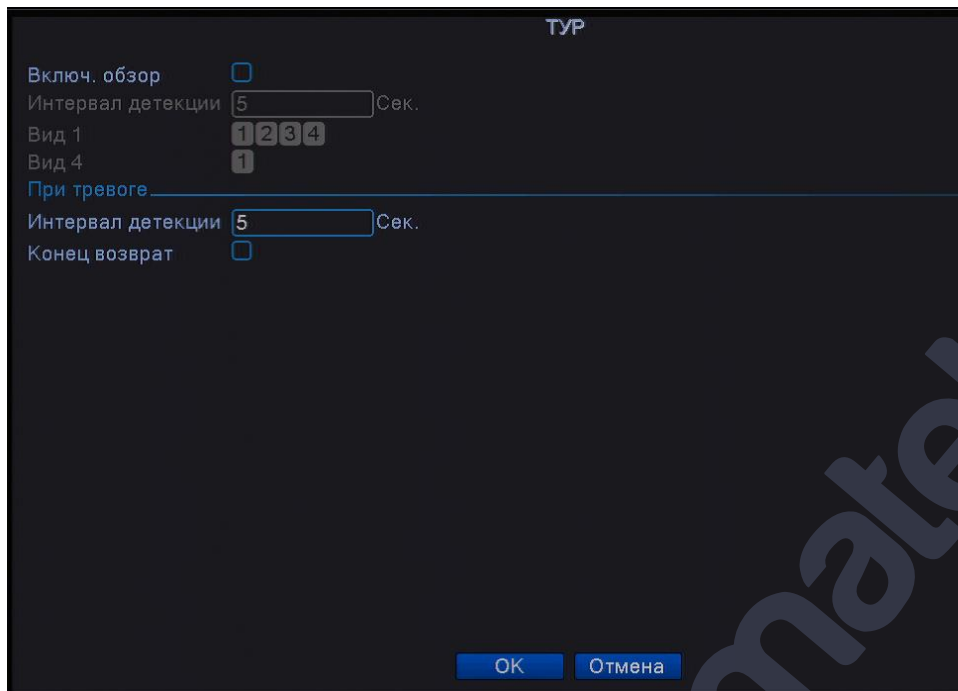 ТУР
Включ. обзор
Интервал детекции 5 Сек.
Вид 1 1 2 3 4
Вид 4 1
При тревоге
Интервал детекции 5 Сек.
Конец возврат
OK Отмена